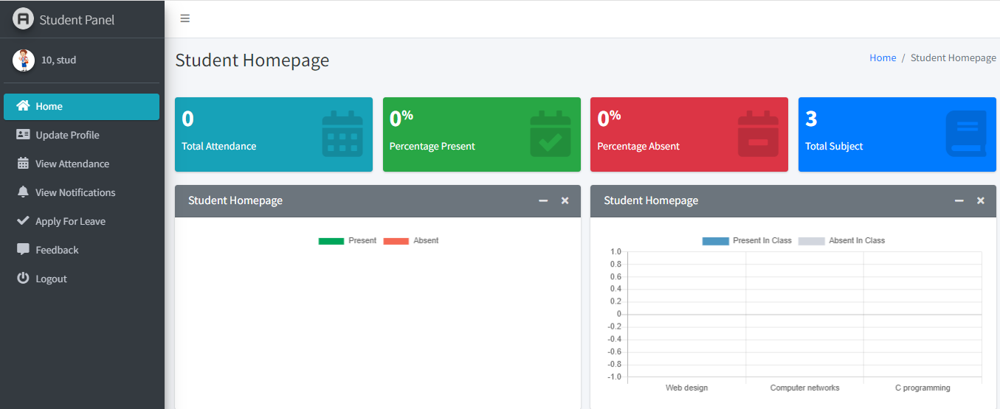 Student Panel
10, stud
Home
Update Profile
View Attendance
View Notifications
Apply For Leave
Feedback
Logout
Student Homepage
Home / Student Homepage
0
Total Attendance
0%
Percentage Present
0%
Percentage Absent
3
Total Subject
Student Homepage
Present Absent
Student Homepage
Present In Class Absent In Class
1.0
0.8
0.6
0.4
0.2
0
-0.2
-0.4
-0.6
-0.8
-1.0
Web design Computer networks C programming